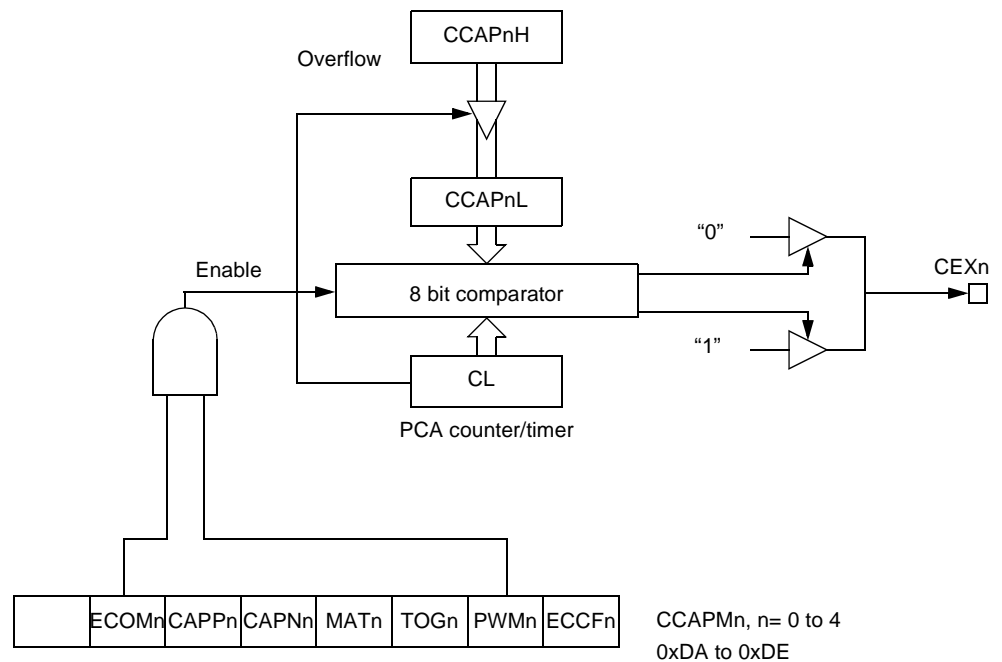 CCAPnH
Overflow
CCAPnL
“0”
Enable
CEXn
8 bit comparator
“1”
CL
PCA counter/timer
ECOMn CAPPn CAPNn MATn TOGn PWMn ECCFn
CCAPMn, n= 0 to 4
0xDA to 0xDE